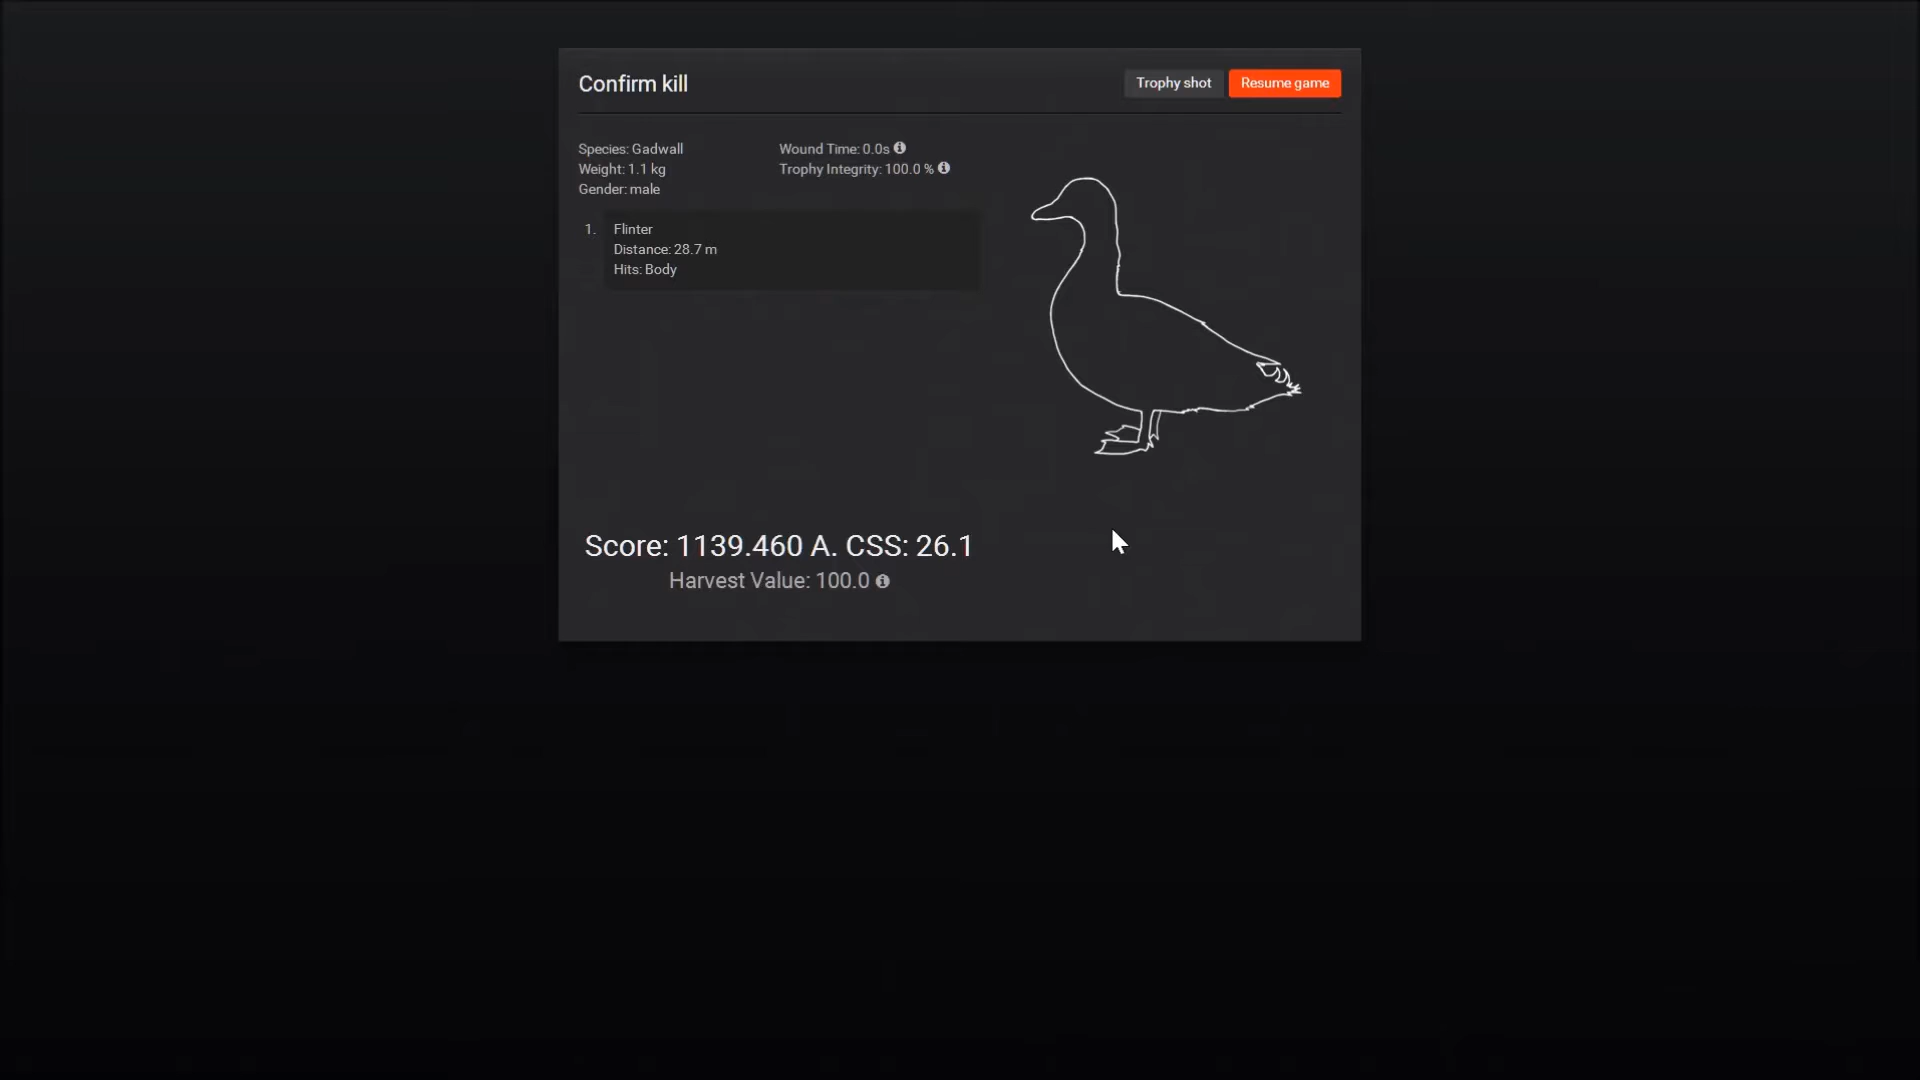 Confirm kill
Trophy shot
Resume game
Species: Gadwall
Weight: 1.1 kg
Gender: male
Wound Time: 0.0s
Trophy Integrity: 100.0 %
1. Flinter
Distance: 28.7 m
Hits: Body
Score: 1139.460 A. CSS: 26.1
Harvest Value: 100.0